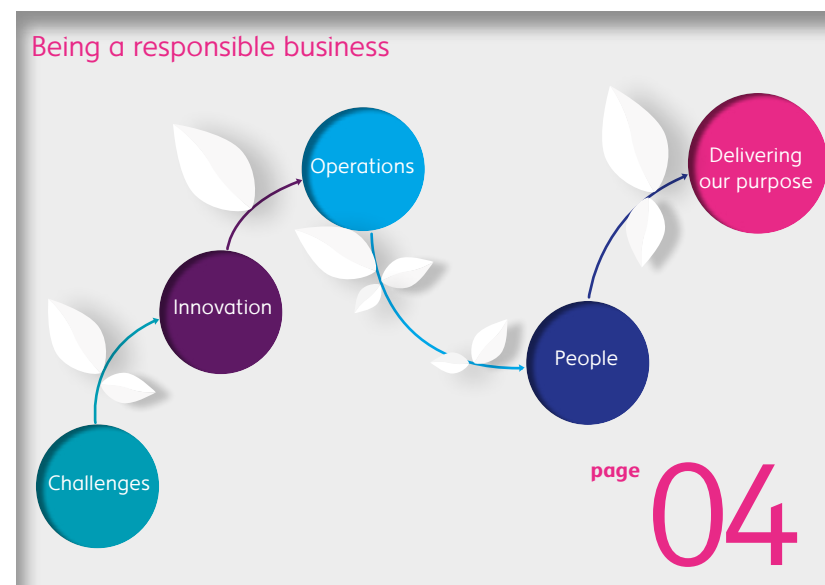 Being a responsible business
Operations
Delivering
our purpose
Innovation
People
Challenges
page
04